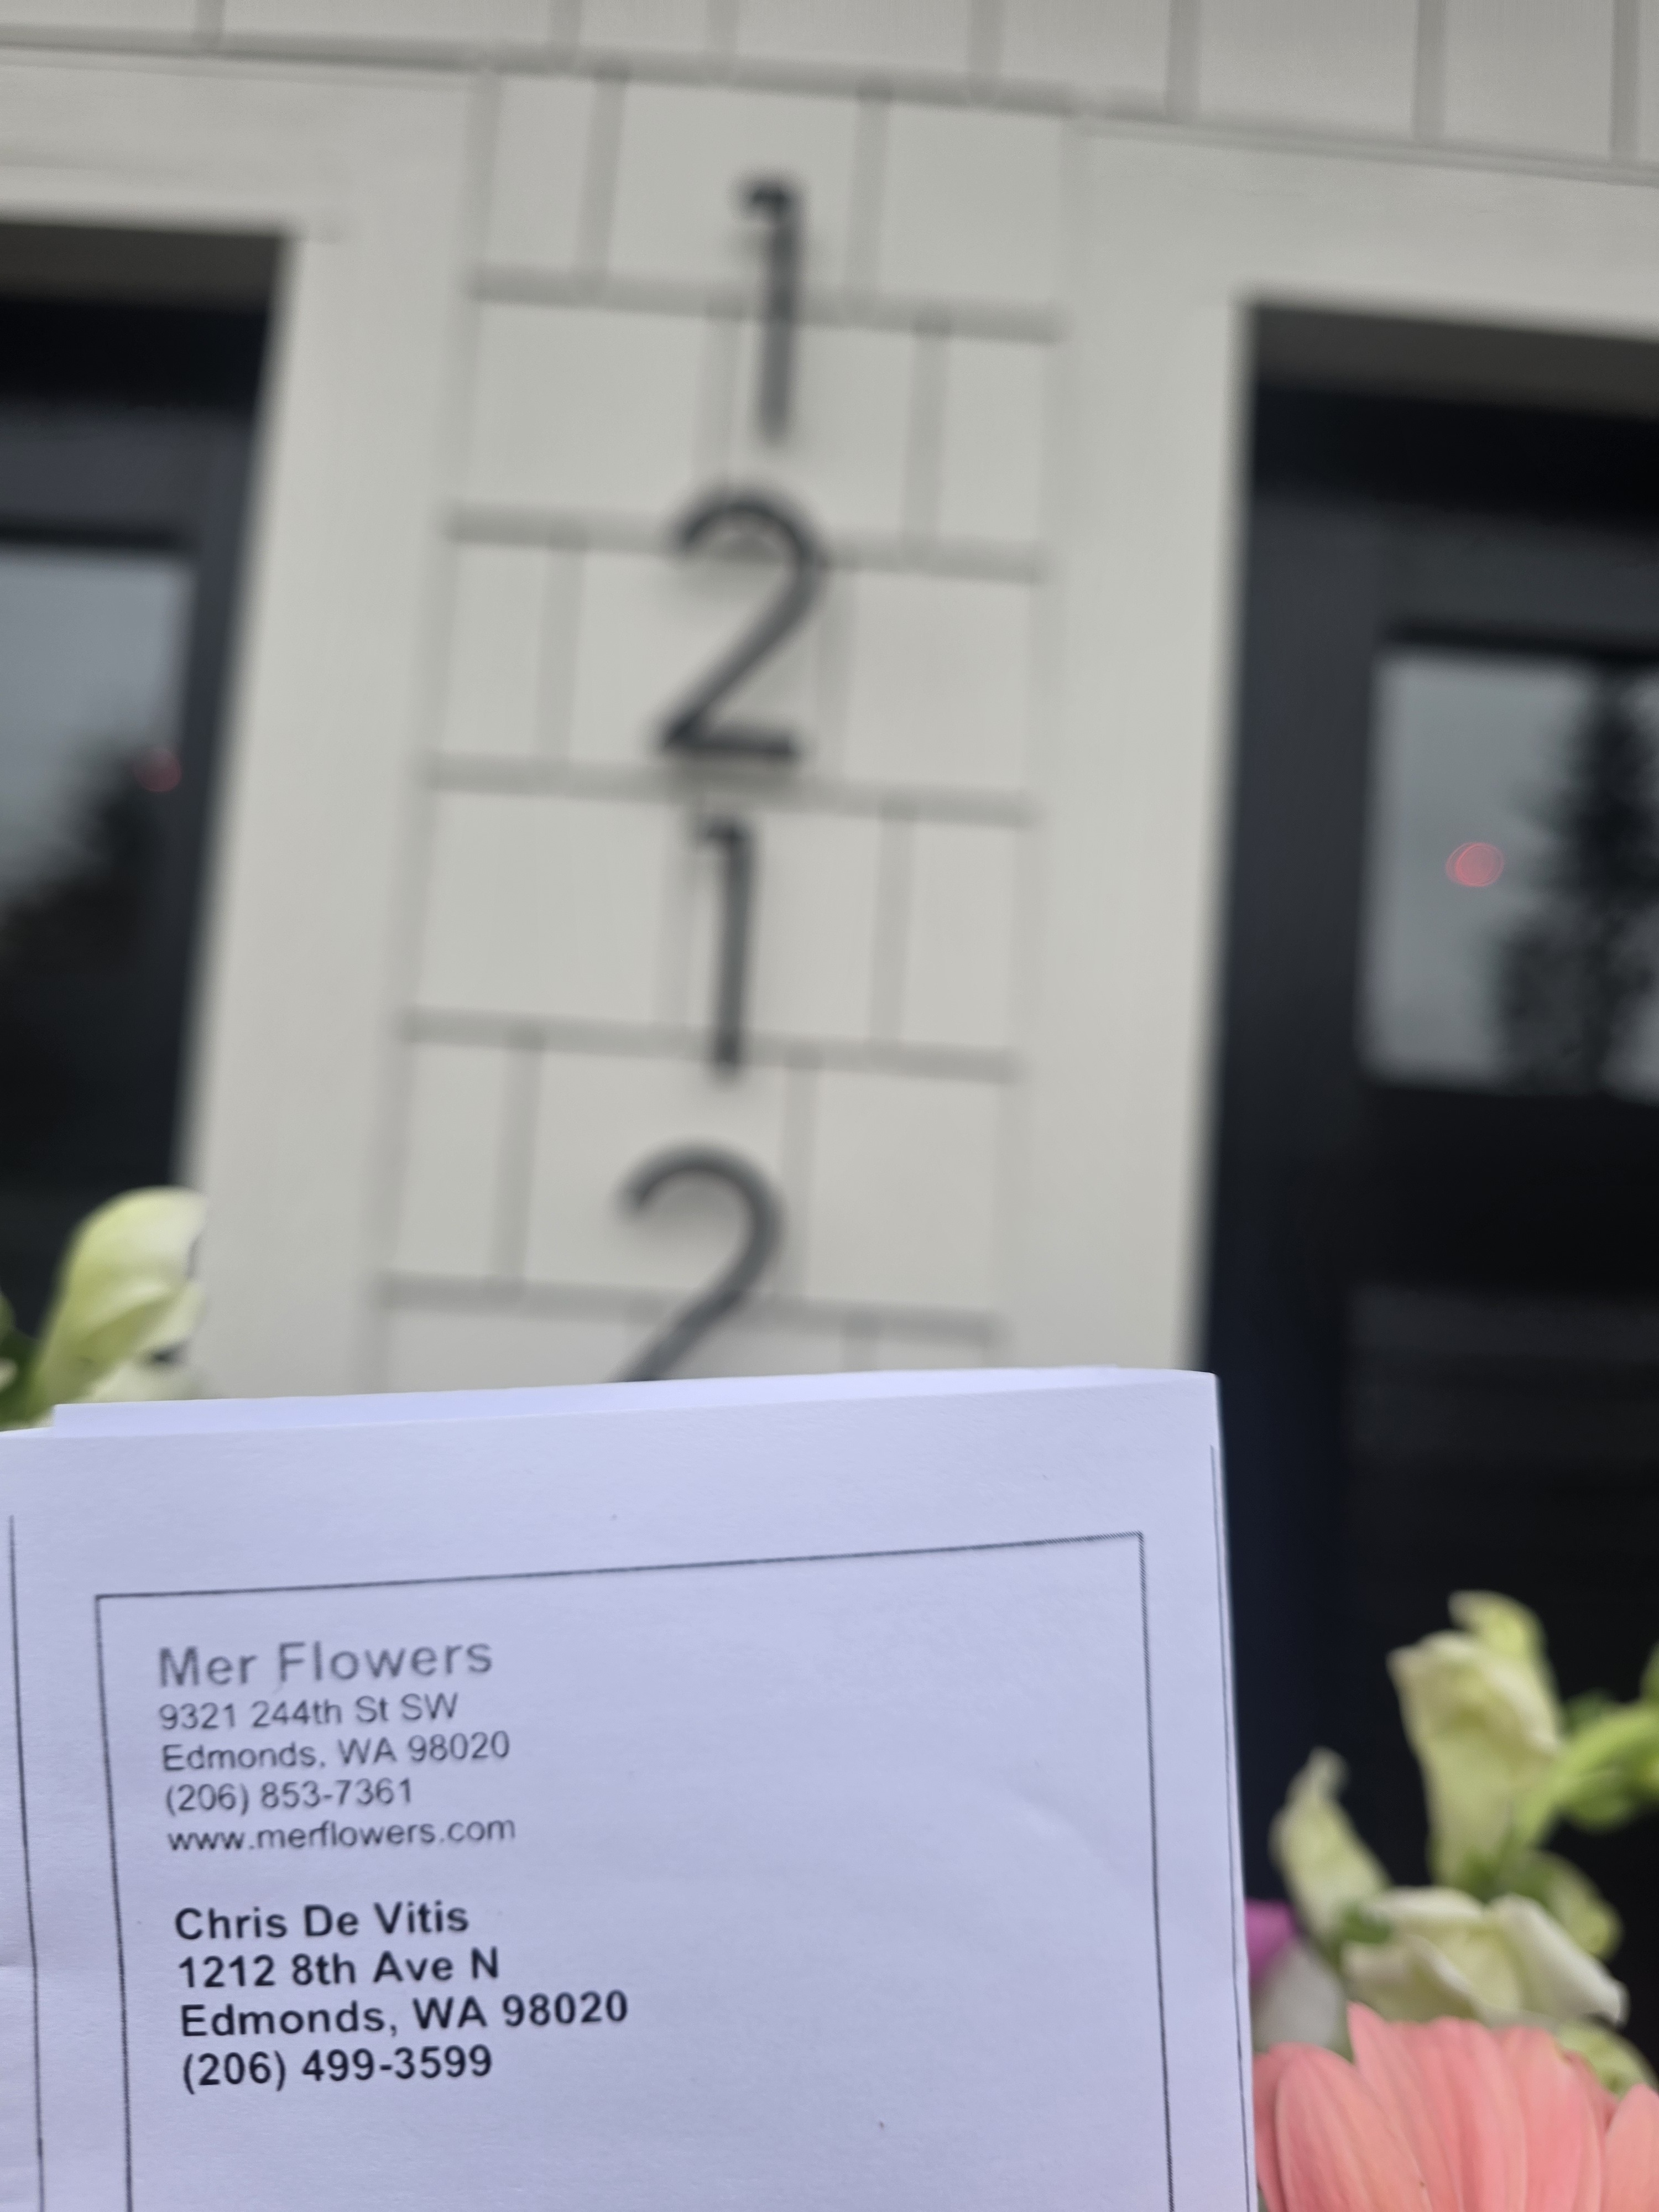 1
2
1
2
Mer Flowers
9321 244th St SW
Edmonds, WA 98020
(206) 853-7361
www.merflowers.com
Chris De Vitis
1212 8th Ave N
Edmonds, WA 98020
(206) 499-3599